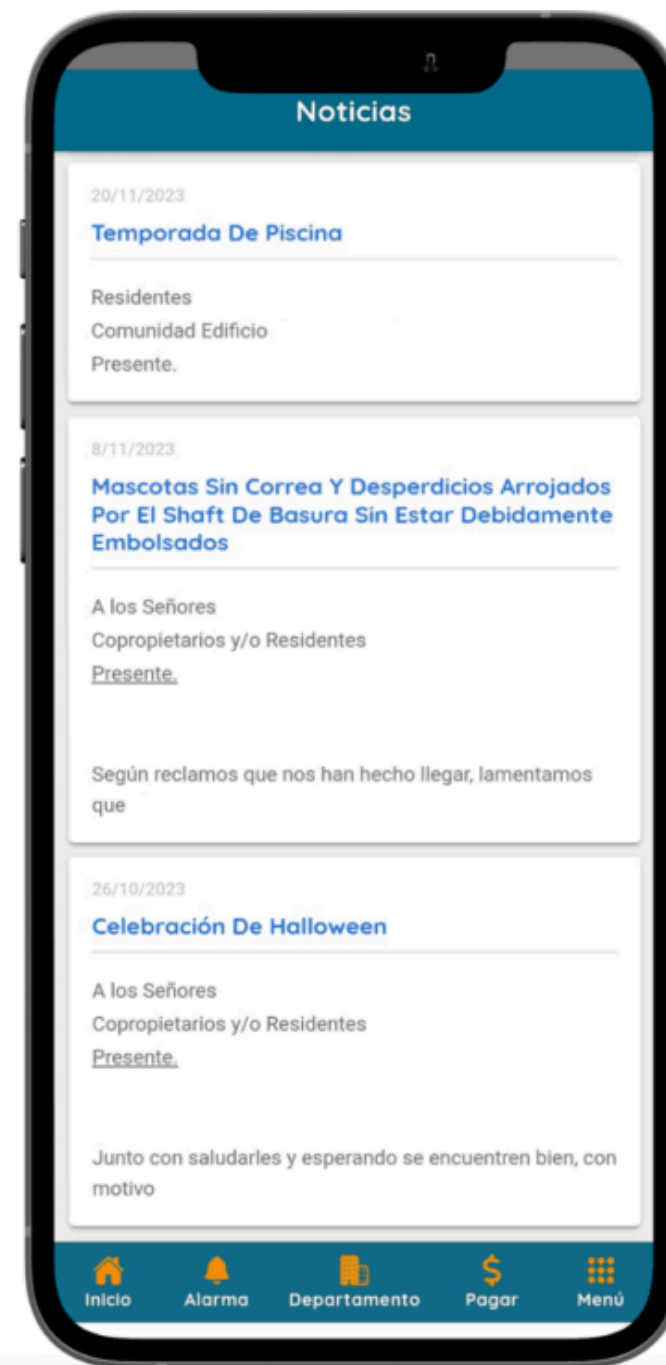 Noticias
20/11/2023
Temporada De Piscina
Residentes
Comunidad Edificio
Presente.
8/11/2023
Mascotas Sin Correa Y Desperdicios Arrojados
Por El Shaft De Basura Sin Estar Debidamente
Embolsados
A los Señores
Copropietarios y/o Residentes
Presente.
Según reclamos que nos han hecho llegar, lamentamos
que
26/10/2023
Celebración De Halloween
A los Señores
Copropietarios y/o Residentes
Presente.
Junto con saludarles y esperando se encuentren bien, con
motivo
Inicio Alarma Departamento Pagar Menú